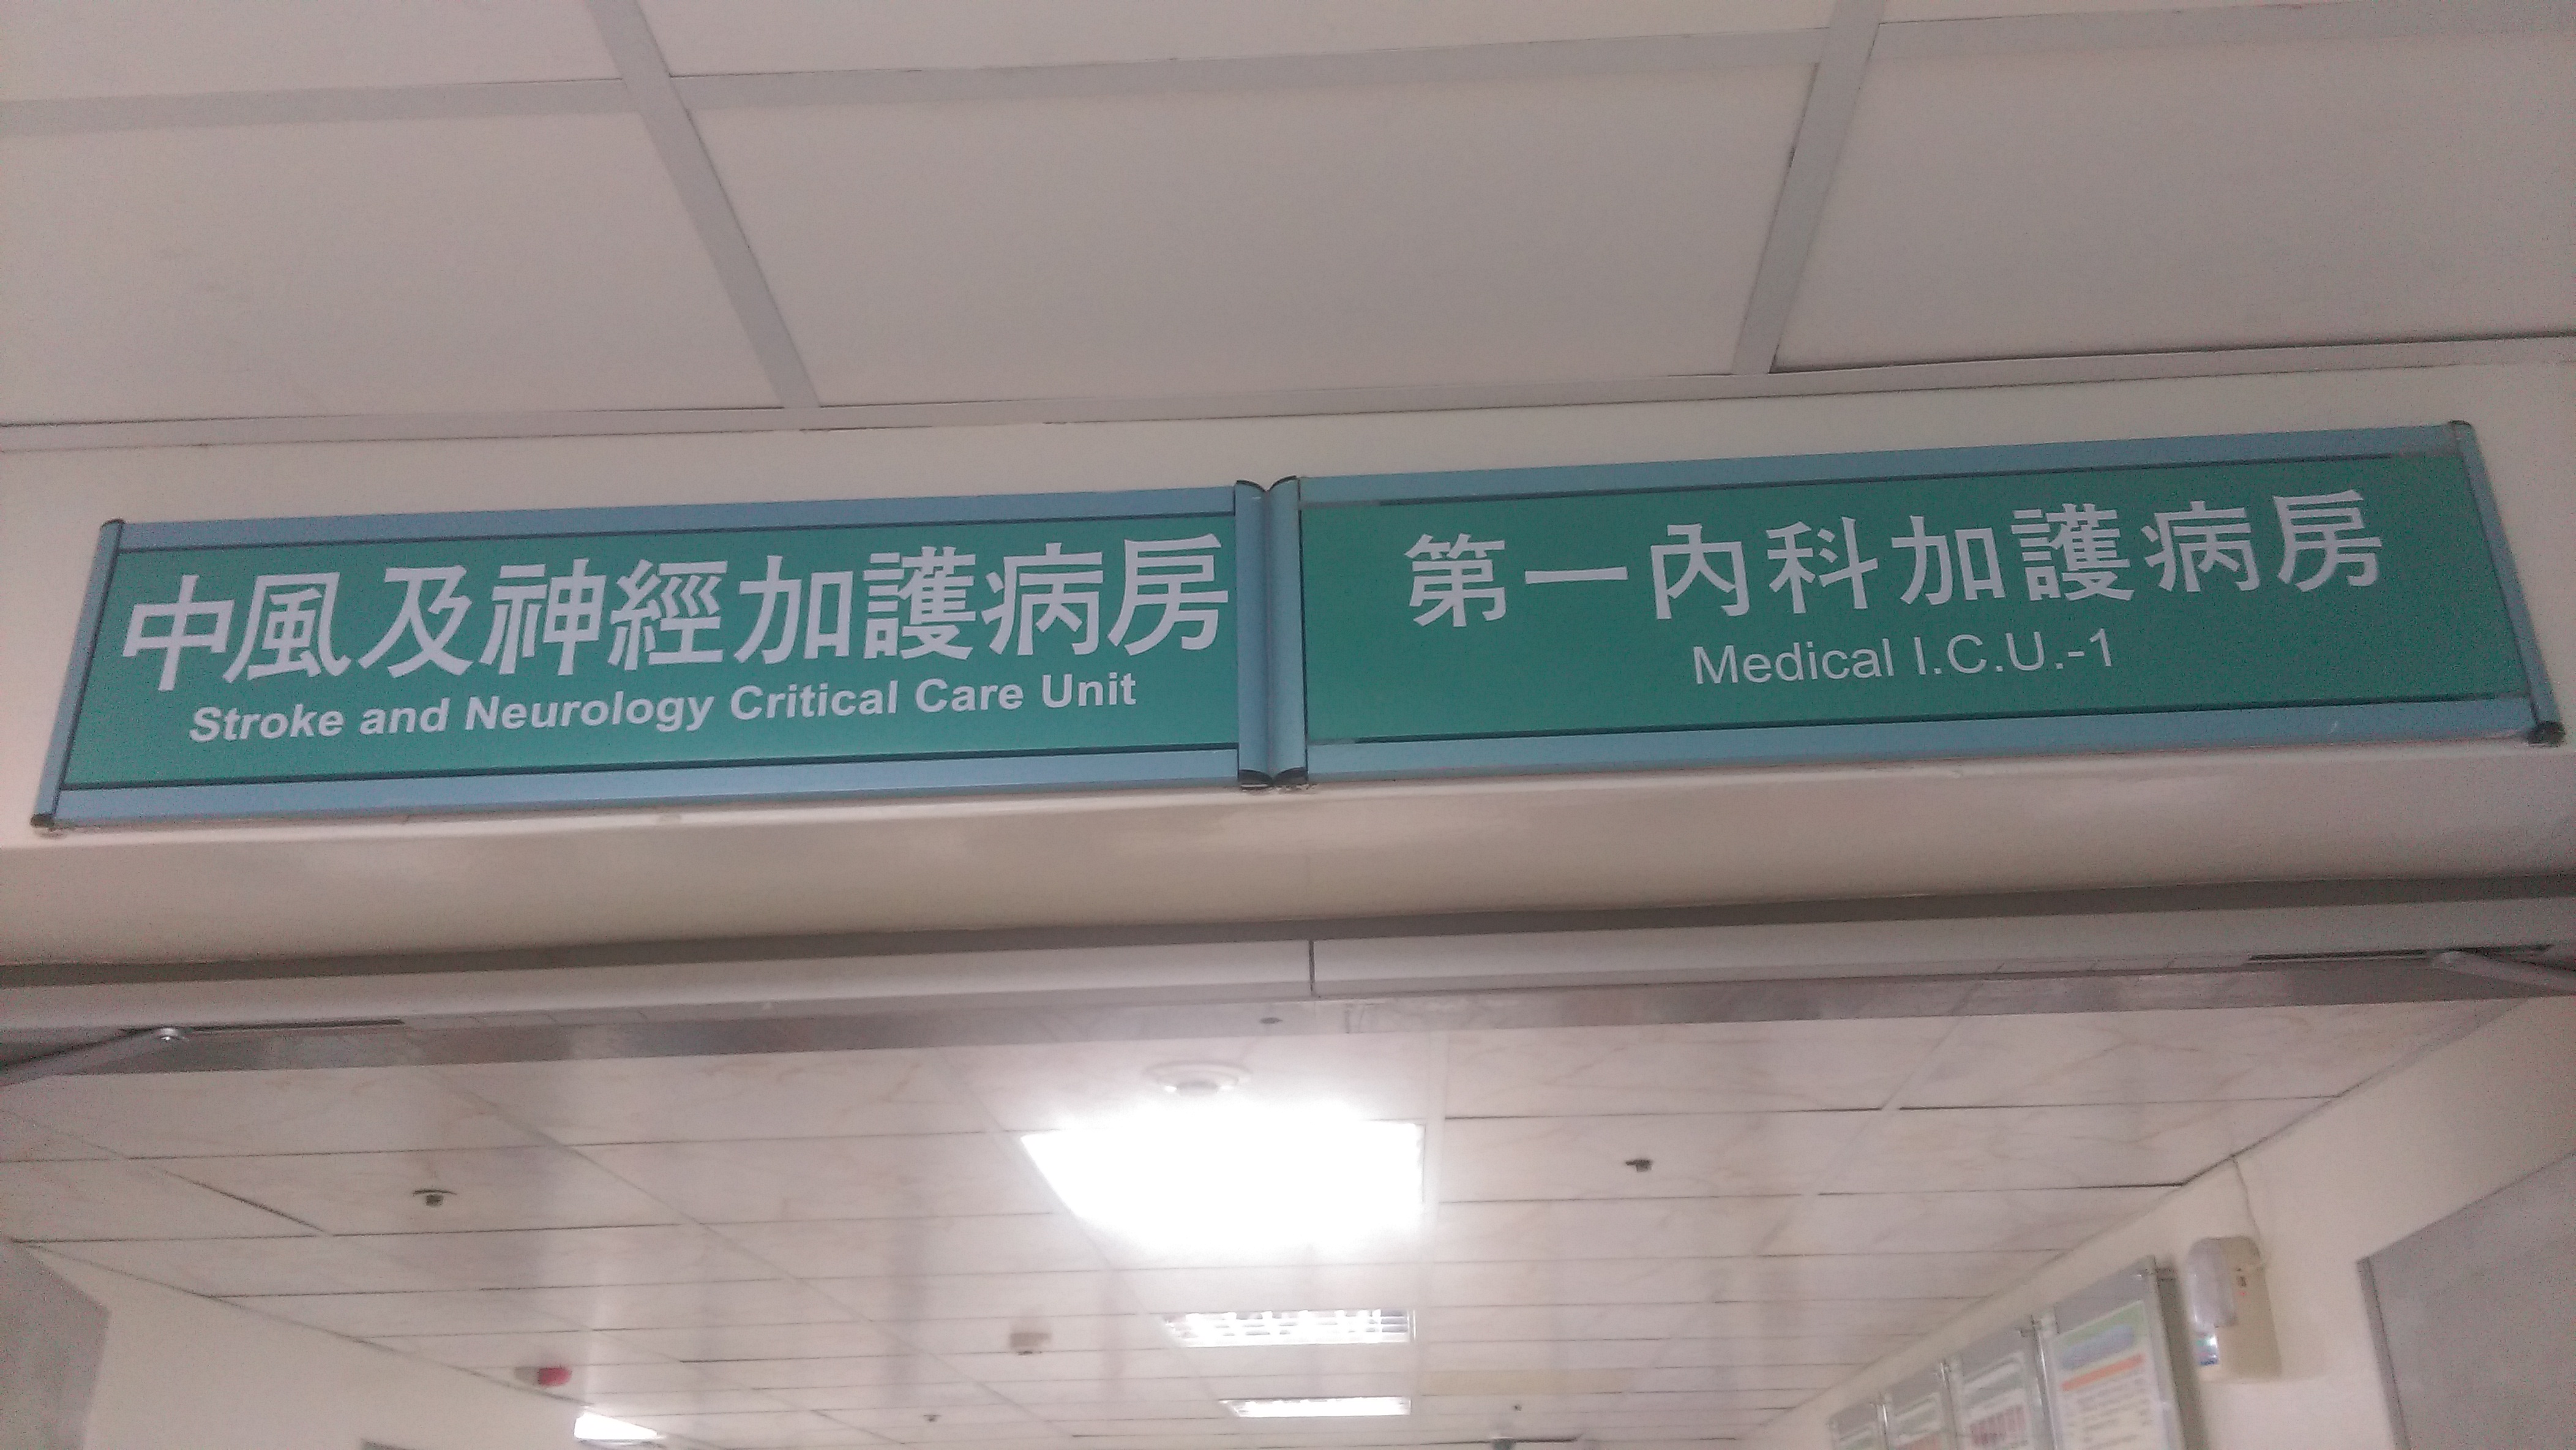 中風及神經加護病房
Stroke and Neurology Critical Care Unit
第一內科加護病房
Medical I.C.U.-1